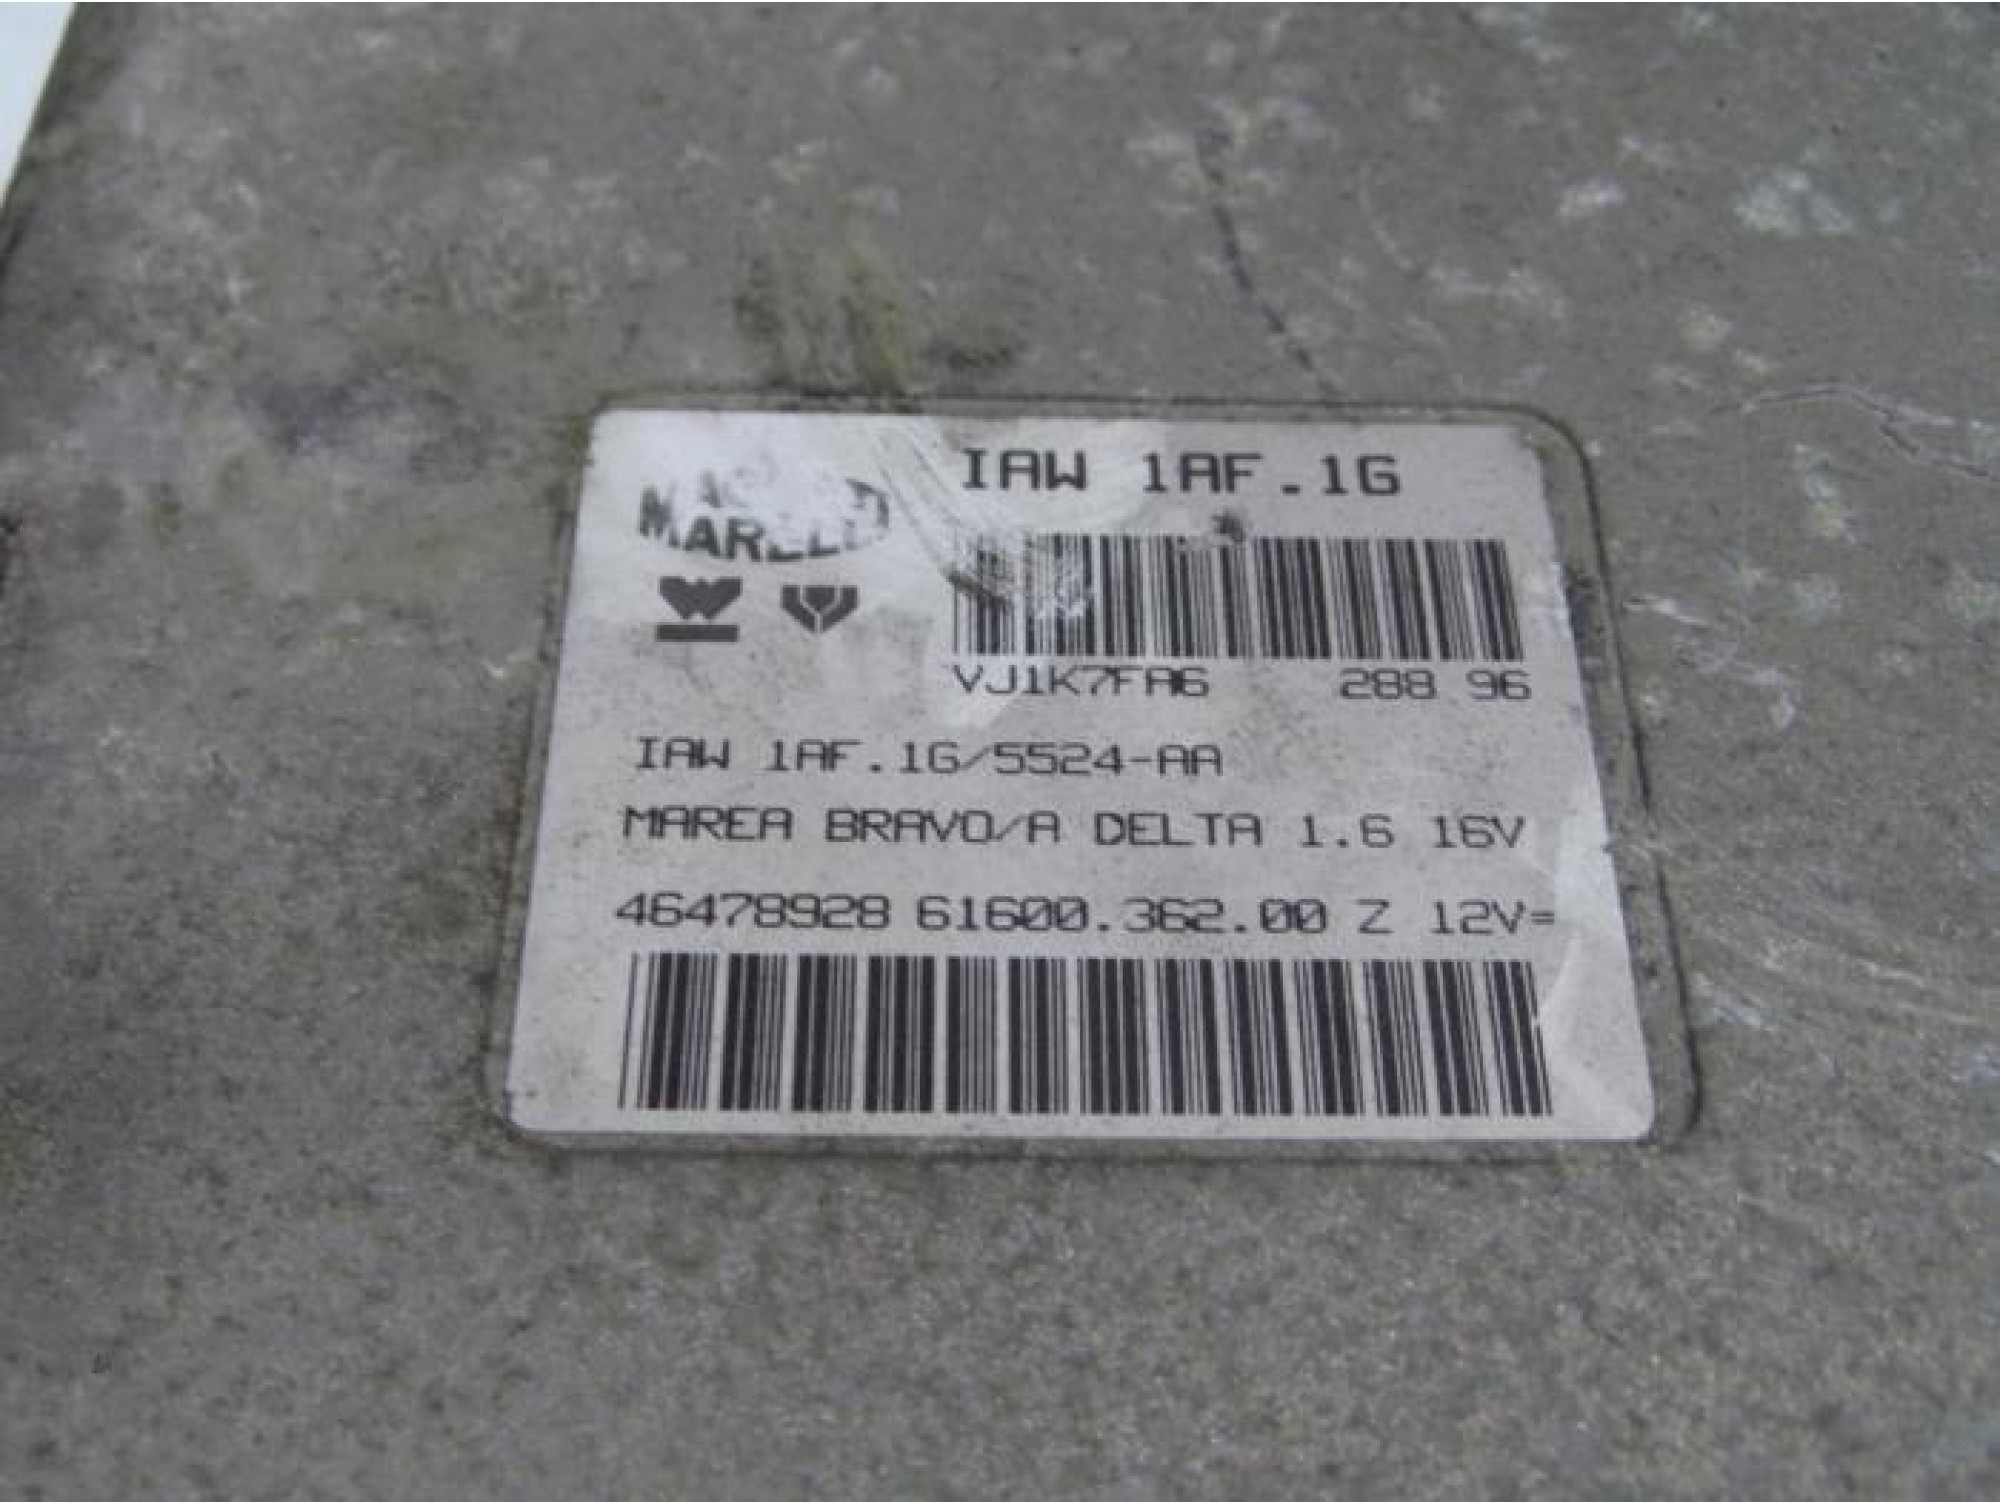 MARELLI
IAW 1AF.1G
VJ1K7FA6 288 96
IAW 1AF.1G/5524-AA
MAREA BRAVO/A DELTA 1.6 16V
46478928 61600.362.00 Z 12V=